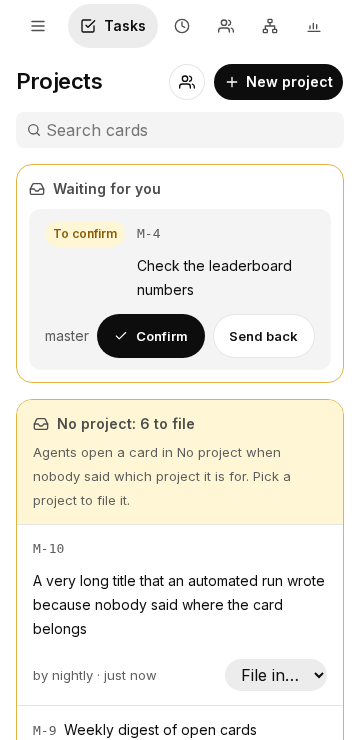 Tasks
Projects
New project
Search cards
Waiting for you
To confirm
M-4
Check the leaderboard
numbers
master
Confirm
Send back
No project: 6 to file
Agents open a card in No project when
nobody said which project it is for. Pick a
project to file it.
M-10
A very long title that an automated run wrote
because nobody said where the card
belongs
by nightly · just now
File in…
M-9 Weekly digest of open cards